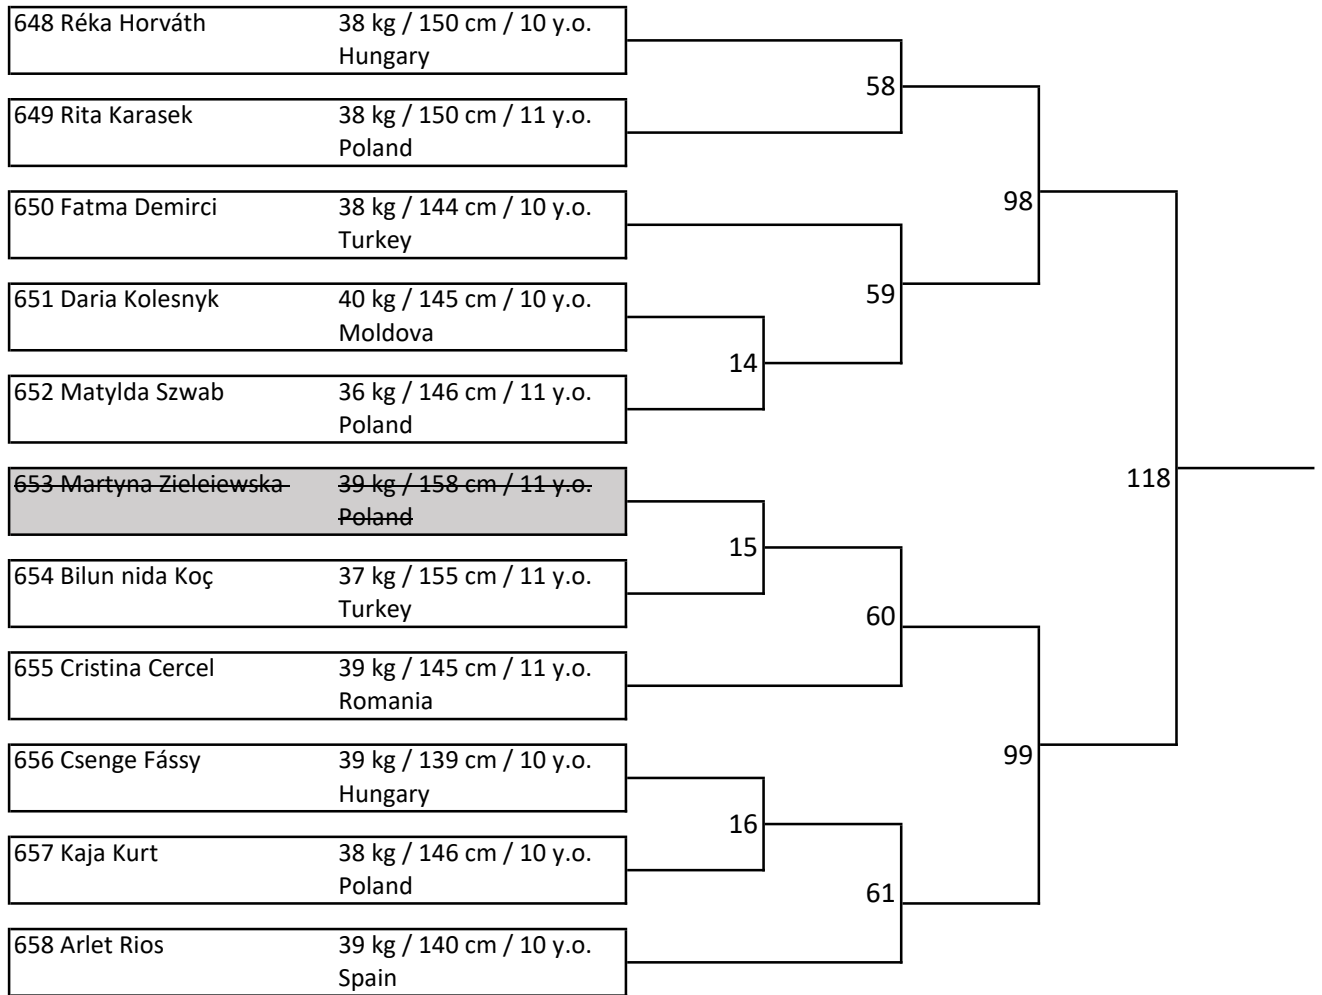 648 Réka Horváth 38 kg / 150 cm / 10 y.o.
Hungary
58
649 Rita Karasek 38 kg / 150 cm / 11 y.o.
Poland
650 Fatma Demirci 38 kg / 144 cm / 10 y.o.
98
Turkey
651 Daria Kolesnyk 40 kg / 145 cm / 10 y.o.
59
Moldova
14
652 Matylda Szwab 36 kg / 146 cm / 11 y.o.
Poland
653 Martyna Zieleiewska 39 kg / 158 cm / 11 y.o.
118
Poland
15
654 Bilun nida Koç 37 kg / 155 cm / 11 y.o.
Turkey
60
655 Cristina Cercel 39 kg / 145 cm / 11 y.o.
Romania
656 Csenge Fássy 39 kg / 139 cm / 10 y.o.
99
Hungary
16
657 Kaja Kurt 38 kg / 146 cm / 10 y.o.
Poland
61
658 Arlet Rios 39 kg / 140 cm / 10 y.o.
Spain